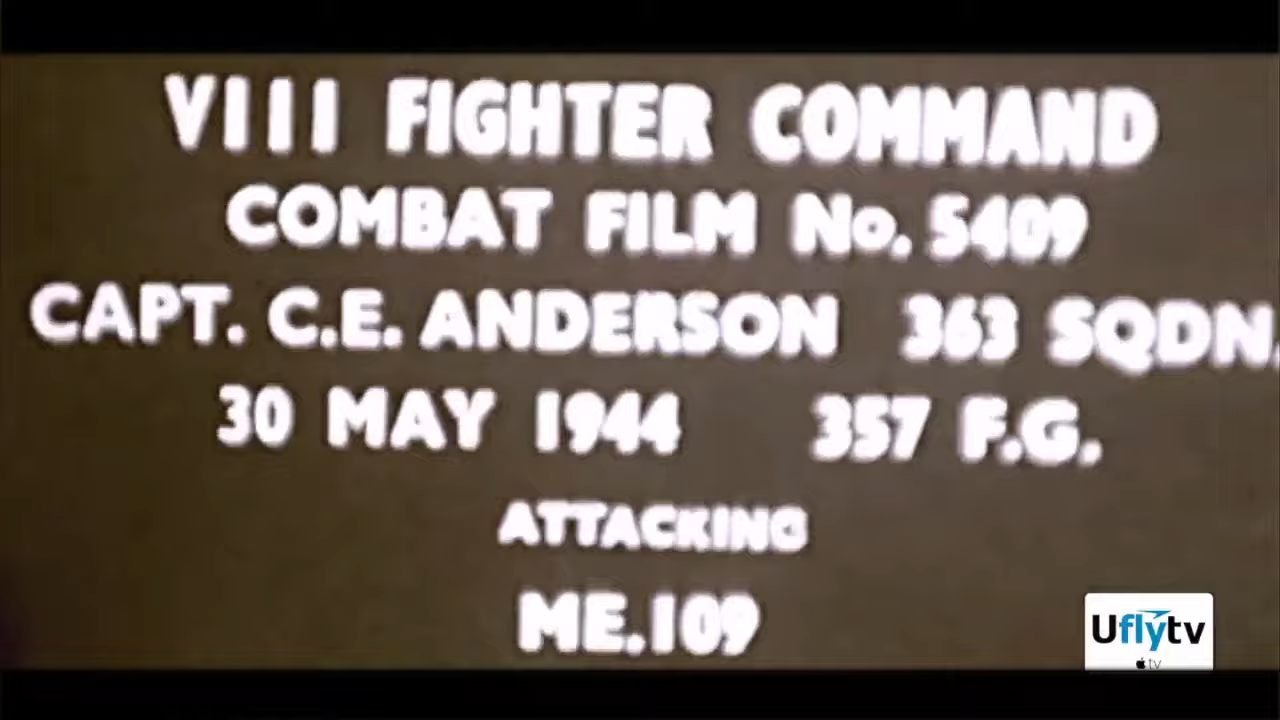 VIII FIGHTER COMMAND
COMBAT FILM No. 5409
CAPT. C.E. ANDERSON 363 SQDN.
30 MAY 1944 357 F.G.
ATTACKING
ME.109
Uflytv
tv